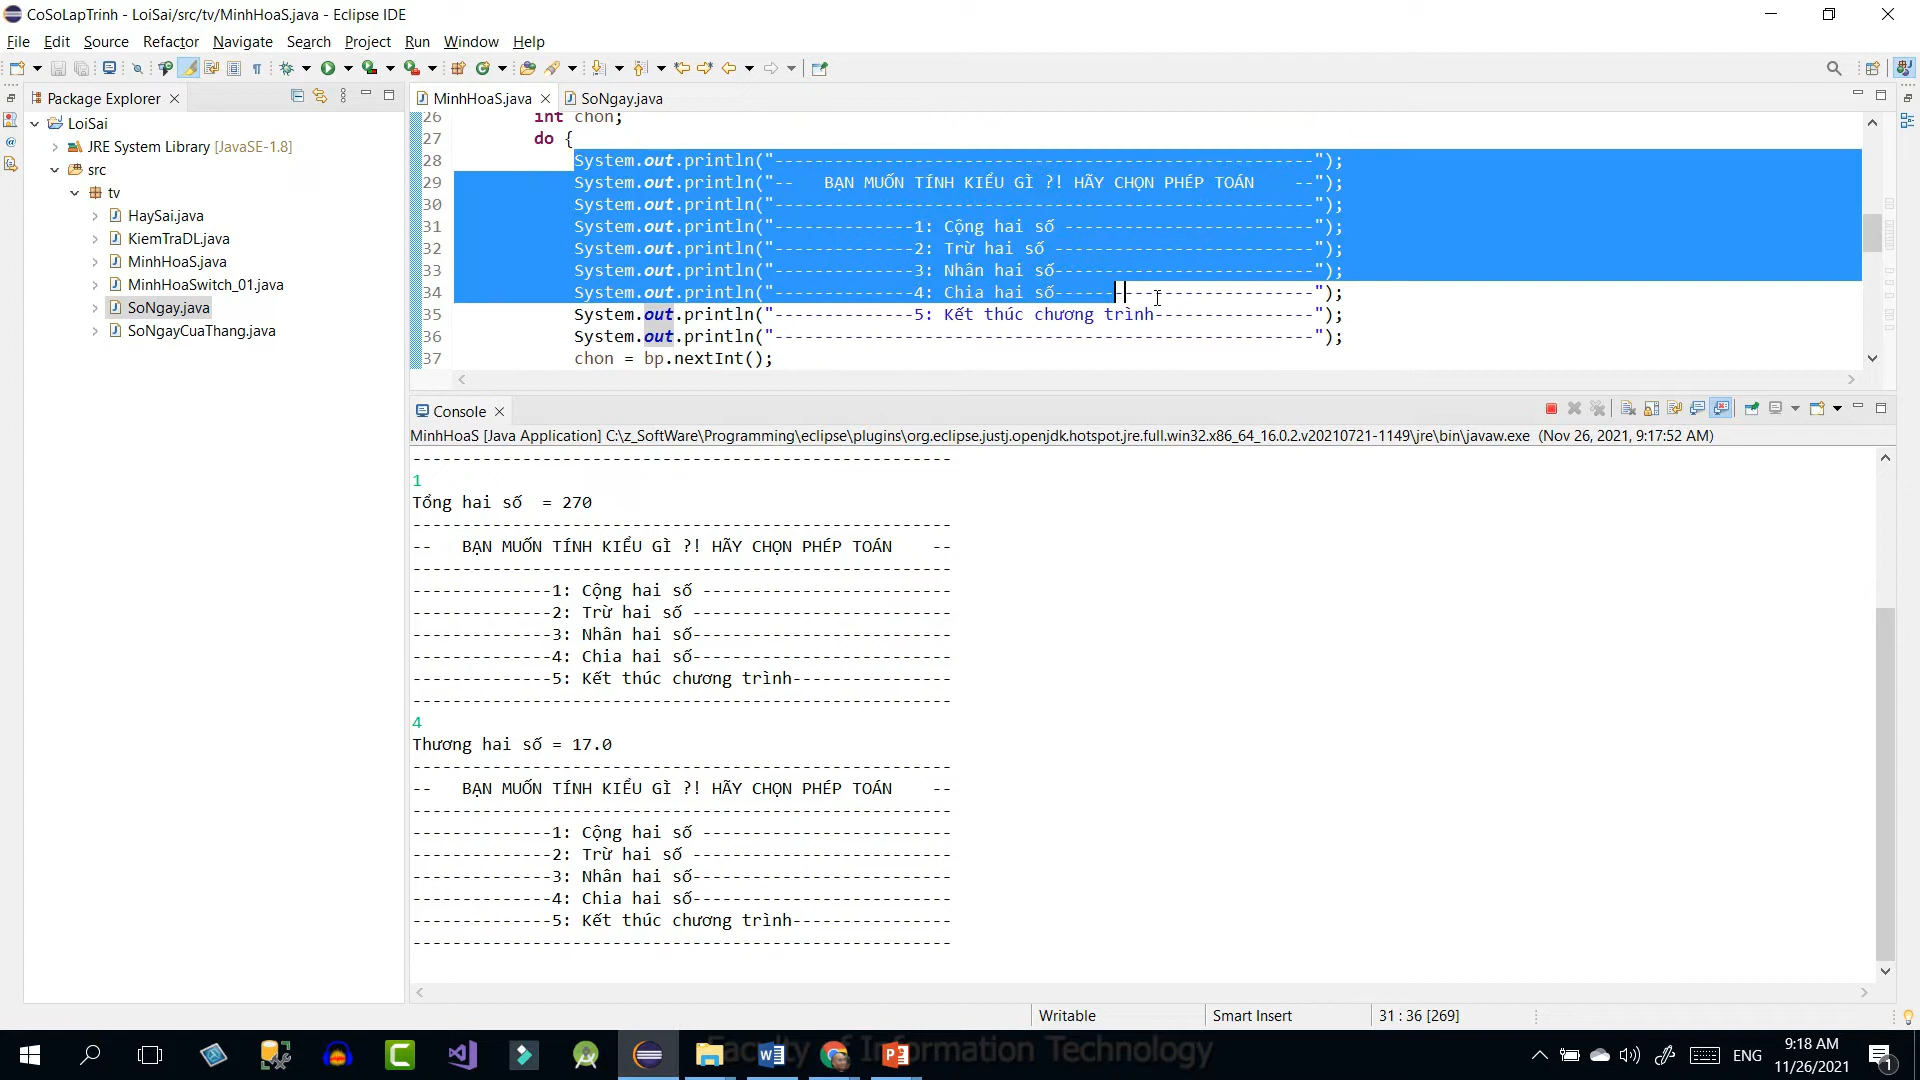 CoSoLapTrinh - LoiSai/src/tv/MinhHoaS.java - Eclipse IDE
File Edit Source Refactor Navigate Search Project Run Window Help
Package Explorer
LoiSai
JRE System Library [JavaSE-1.8]
src
tv
HaySai.java
KiemTraDL.java
MinhHoaS.java
MinhHoaSwitch_01.java
SoNgay.java
SoNgayCuaThang.java
MinhHoaS.java SoNgay.java
26 int chon;
27 do {
28 System.out.println("------------------------------------------------------");
29 System.out.println("--   BẠN MUỐN TÍNH KIỂU GÌ ?! HÃY CHỌN PHÉP TOÁN    --");
30 System.out.println("------------------------------------------------------");
31 System.out.println("--------------1: Cộng hai số -------------------------");
32 System.out.println("--------------2: Trừ hai số --------------------------");
33 System.out.println("--------------3: Nhân hai số--------------------------");
34 System.out.println("--------------4: Chia hai số--------------------------");
35 System.out.println("--------------5: Kết thúc chương trình----------------");
36 System.out.println("------------------------------------------------------");
37 chon = bp.nextInt();
Console
MinhHoaS [Java Application] C:\z_SoftWare\Programming\eclipse\plugins\org.eclipse.justj.openjdk.hotspot.jre.full.win32.x86_64_16.0.2.v20210721-1149\jre\bin\javaw.exe (Nov 26, 2021, 9:17:52 AM)
------------------------------------------------------
1
Tổng hai số  = 270
------------------------------------------------------
--   BẠN MUỐN TÍNH KIỂU GÌ ?! HÃY CHỌN PHÉP TOÁN    --
------------------------------------------------------
--------------1: Cộng hai số -------------------------
--------------2: Trừ hai số --------------------------
--------------3: Nhân hai số--------------------------
--------------4: Chia hai số--------------------------
--------------5: Kết thúc chương trình----------------
------------------------------------------------------
4
Thương hai số = 17.0
------------------------------------------------------
--   BẠN MUỐN TÍNH KIỂU GÌ ?! HÃY CHỌN PHÉP TOÁN    --
------------------------------------------------------
--------------1: Cộng hai số -------------------------
--------------2: Trừ hai số --------------------------
--------------3: Nhân hai số--------------------------
--------------4: Chia hai số--------------------------
--------------5: Kết thúc chương trình----------------
------------------------------------------------------
Writable Smart Insert 31 : 36 [269]
Information Technology
ENG
9:18 AM
11/26/2021
1